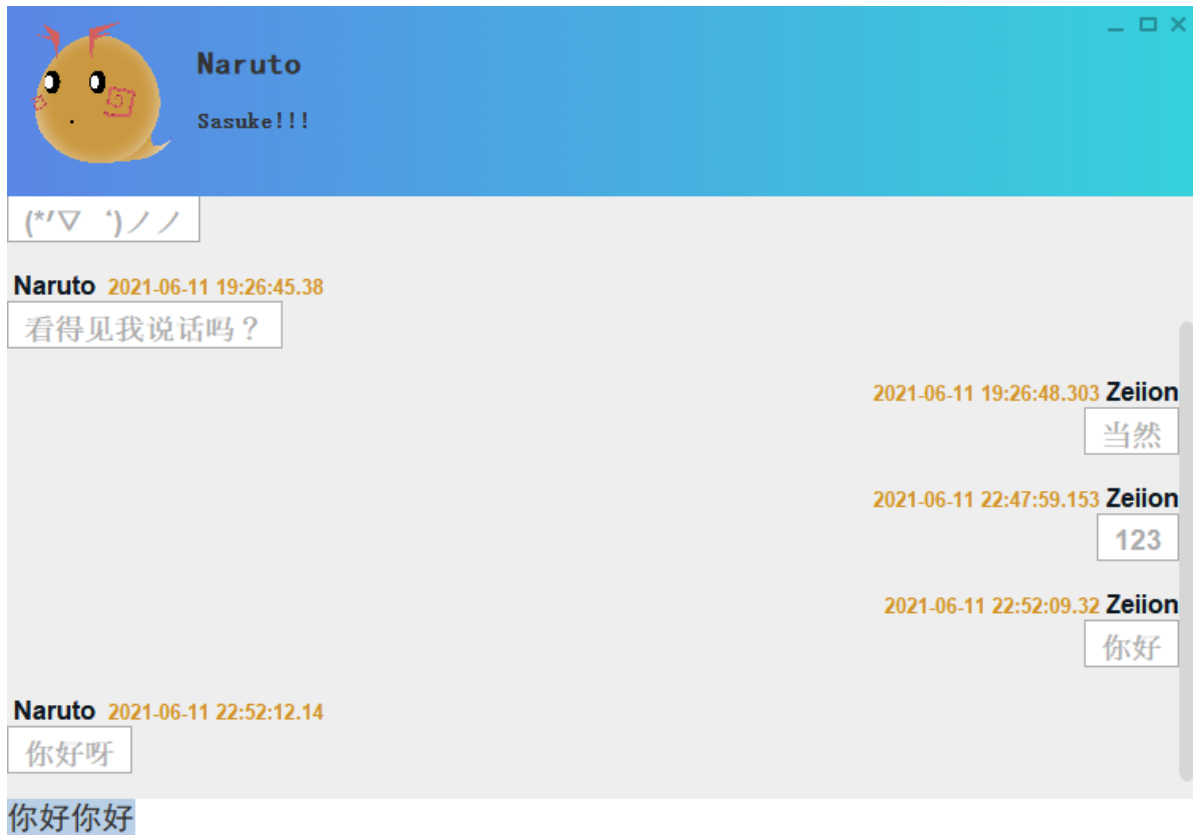 Naruto
Sasuke!!!
(*′▽‘)ノノ
Naruto 2021-06-11 19:26:45.38
看得见我说话吗？
2021-06-11 19:26:48.303 Zeiion
当然
2021-06-11 22:47:59.153 Zeiion
123
2021-06-11 22:52:09.32 Zeiion
你好
Naruto 2021-06-11 22:52:12.14
你好呀
你好你好